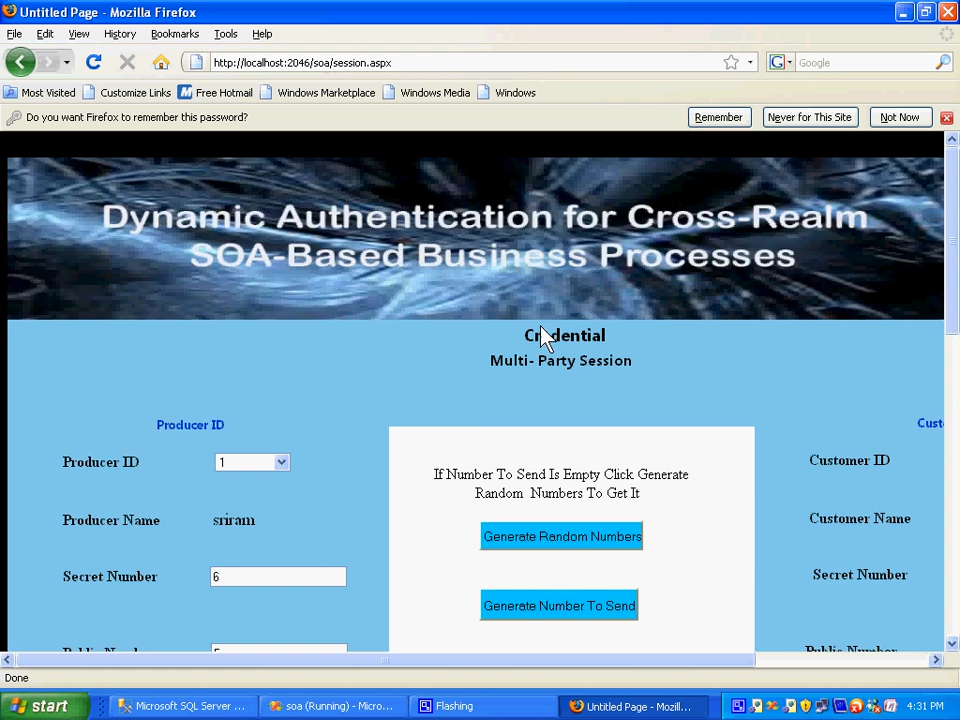 Untitled Page - Mozilla Firefox
File Edit View History Bookmarks Tools Help
http://localhost:2046/soa/session.aspx
G Google
Most Visited Customize Links Free Hotmail Windows Marketplace Windows Media Windows
Do you want Firefox to remember this password? Remember Never for This Site Not Now
Dynamic Authentication for Cross-Realm
SOA-Based Business Processes
Credential
Multi- Party Session
Producer ID
Producer ID 1
Producer Name sriram
Secret Number 6
If Number To Send Is Empty Click Generate
Random Numbers To Get It
Generate Random Numbers
Generate Number To Send
Customer ID
Customer Name
Secret Number
Public Number
Done
start Microsoft SQL Server ... soa (Running) - Micro... Flashing Untitled Page - Mozill... 4:31 PM